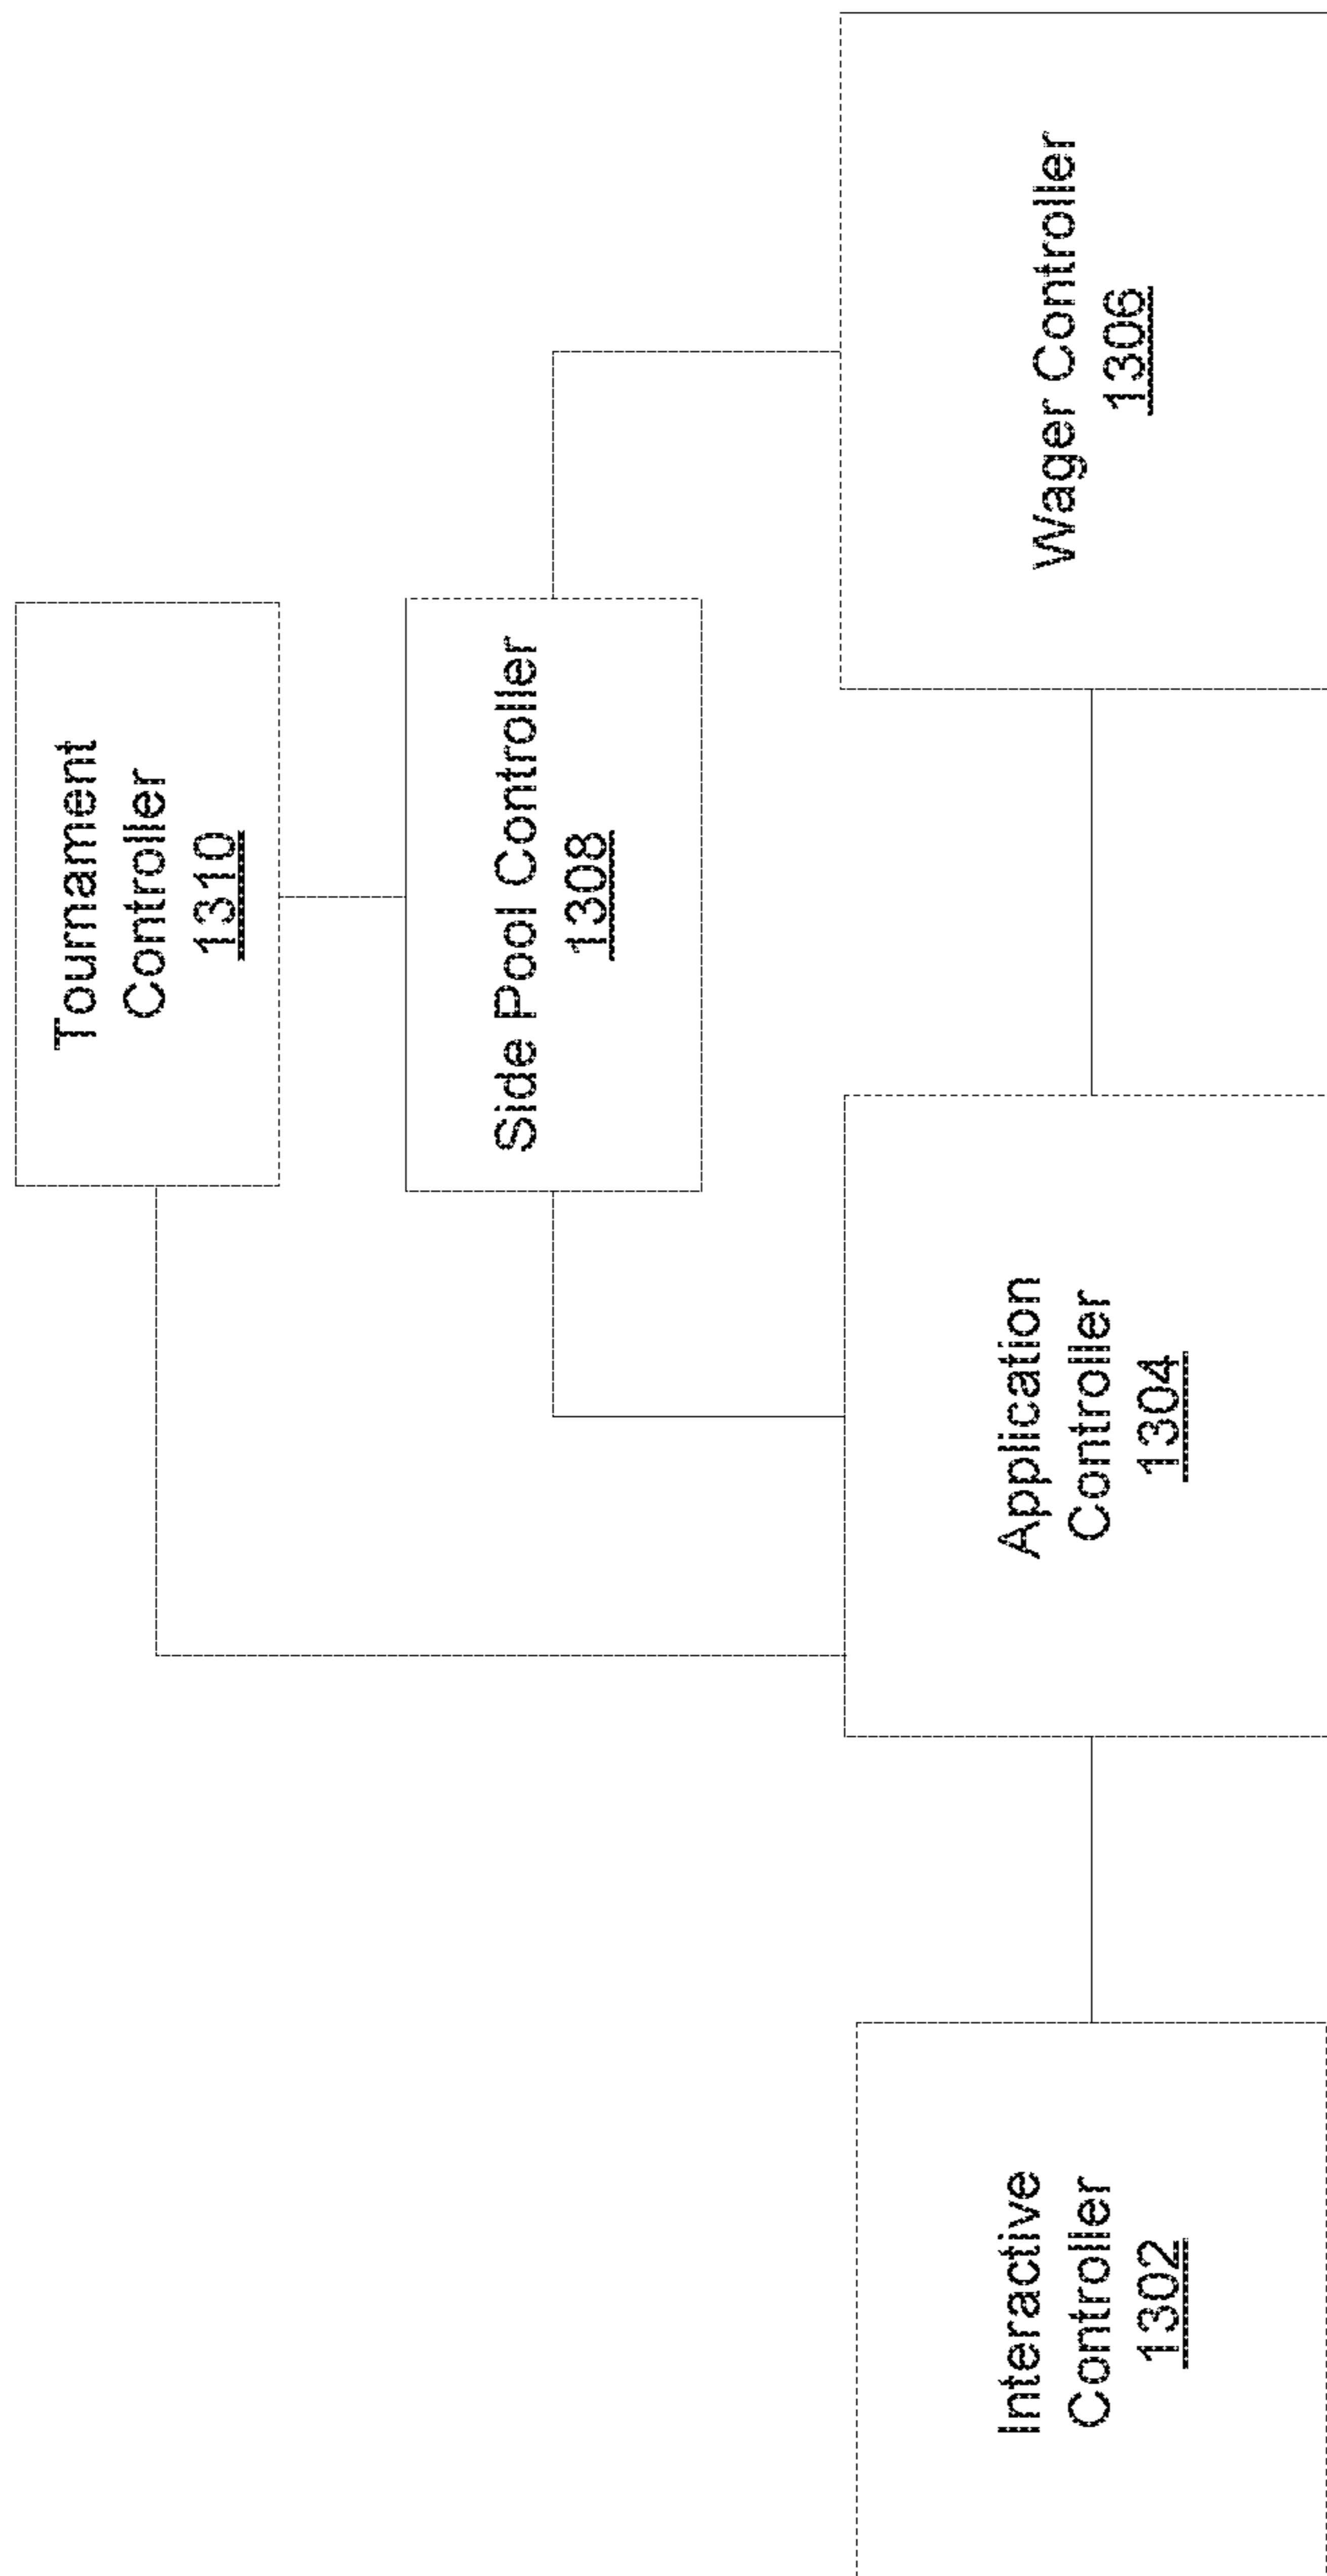 Tournament
Controller
1310
Side Pool Controller
1308
Interactive
Controller
1302
Application
Controller
1304
Wager Controller
1306